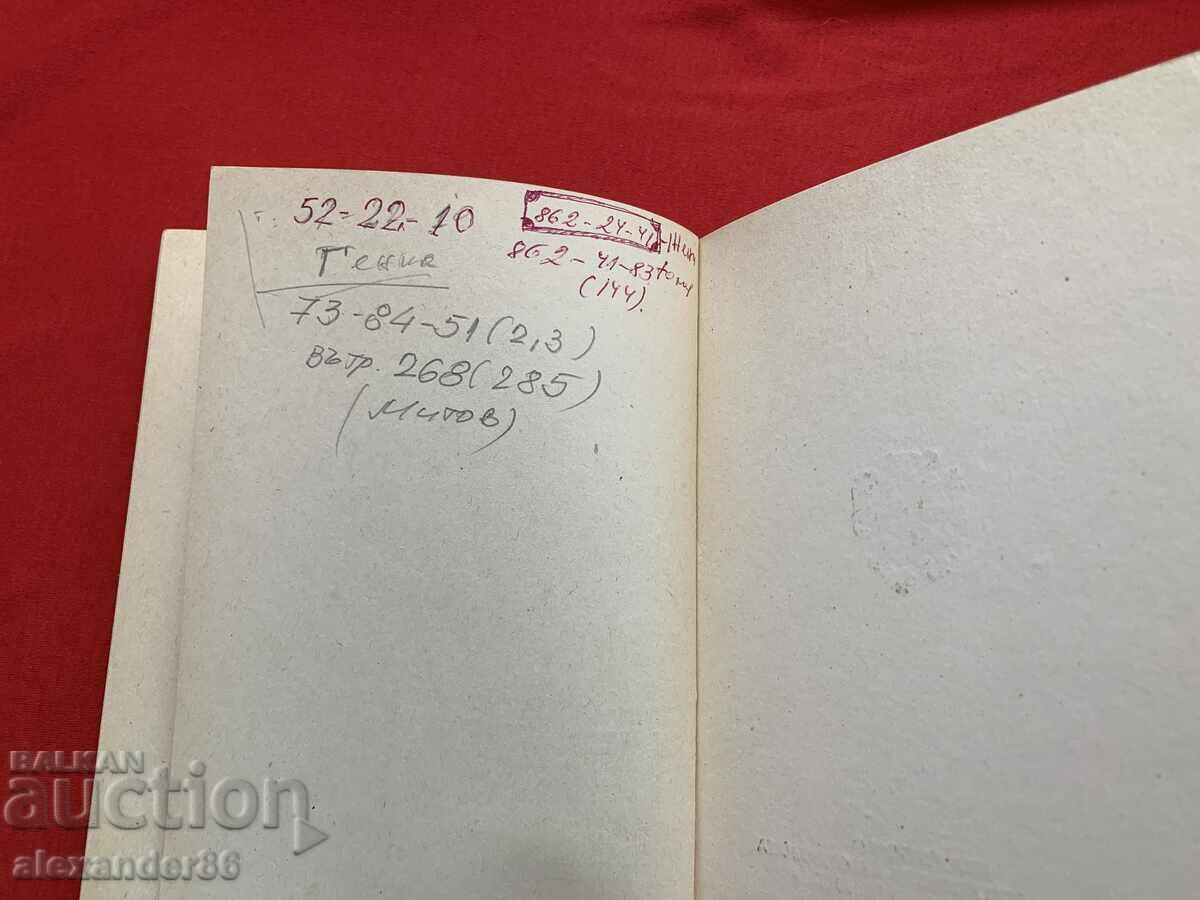 т. 52-22-10
Генка
73-84-51(2,3)
вътр. 268(285)
(Митов)
862-24-41-Жен
862-41-83
(144).
BALKAN
auction
alexander86